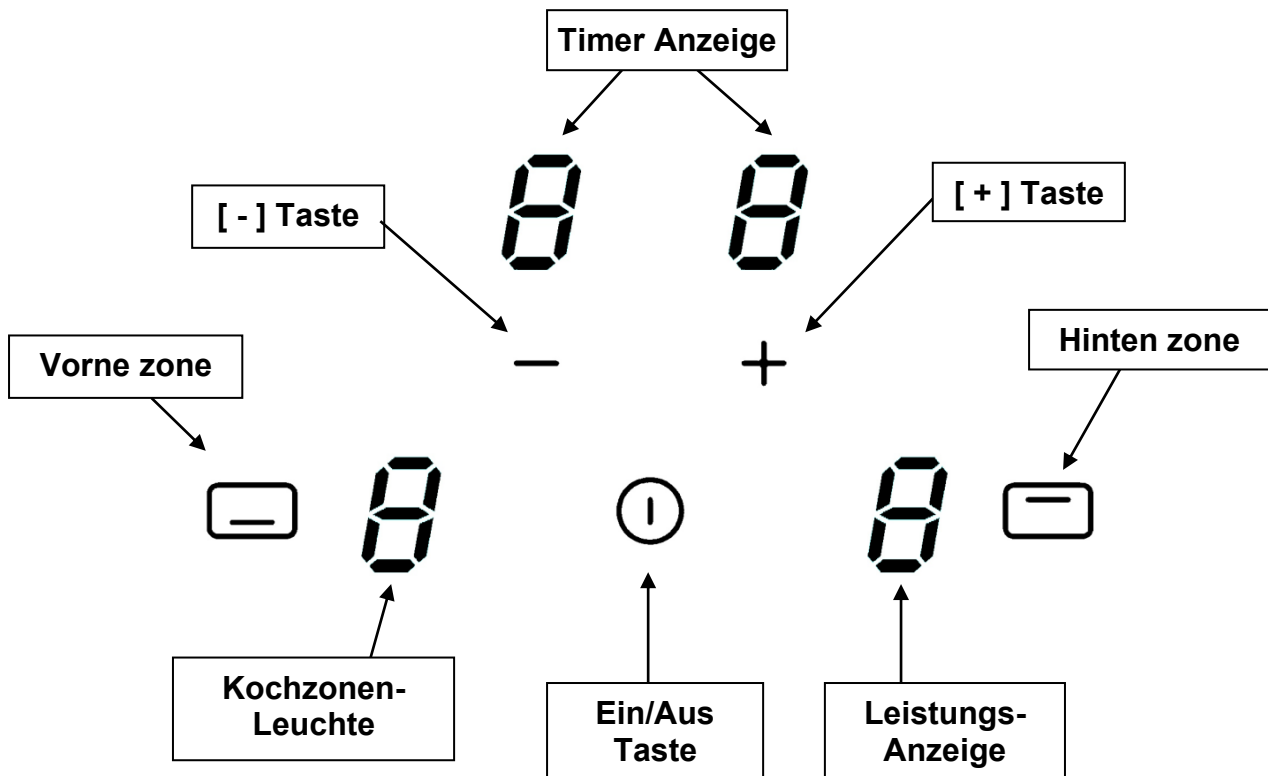 Timer Anzeige
[ - ] Taste
[ + ] Taste
Vorne zone
Hinten zone
Kochzonen-
Leuchte
Ein/Aus
Taste
Leistungs-
Anzeige